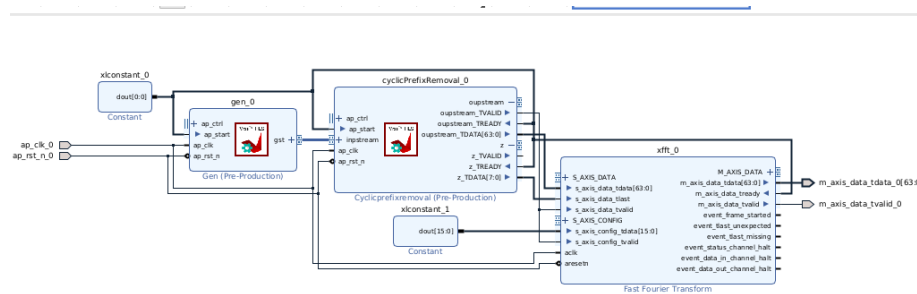 xlconstant_0
dout[0:0]
Constant
gen_0
ap_ctrl
ap_start
ap_clk
ap_rst_n
gst
Gen (Pre-Production)
ap_clk_0
ap_rst_n_0
cyclicPrefixRemoval_0
ap_ctrl
ap_start
inpstream
ap_clk
ap_rst_n
oupstream
oupstream_TVALID
oupstream_TREADY
oupstream_TDATA[63:0]
z
z_TVALID
z_TREADY
z_TDATA[7:0]
Cyclicprefixremoval (Pre-Production)
xlconstant_1
dout[15:0]
Constant
xfft_0
S_AXIS_DATA
s_axis_data_tdata[63:0]
s_axis_data_tlast
s_axis_data_tvalid
S_AXIS_CONFIG
s_axis_config_tdata[15:0]
s_axis_config_tvalid
aclk
aresetn
M_AXIS_DATA
m_axis_data_tdata[63:0]
m_axis_data_tready
m_axis_data_tvalid
event_frame_started
event_tlast_unexpected
event_tlast_missing
event_status_channel_halt
event_data_in_channel_halt
event_data_out_channel_halt
Fast Fourier Transform
m_axis_data_tdata_0[63:
m_axis_data_tvalid_0